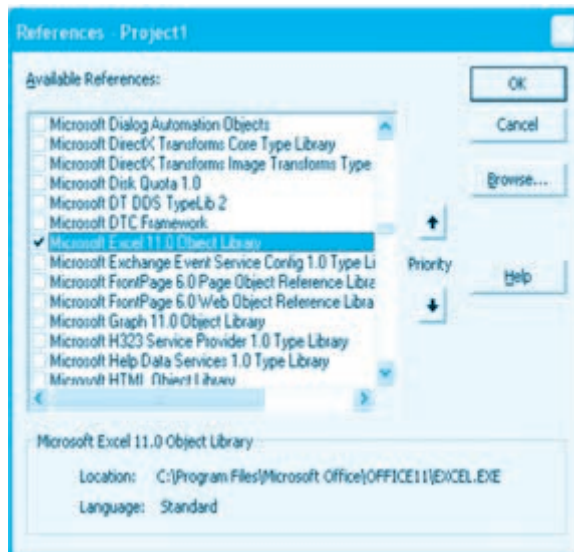 References - Project1
Available References:
Microsoft Dialog Automation Objects
Microsoft DirectX Transforms Core Type Library
Microsoft DirectX Transforms Image Transforms Type
Microsoft Disk Quota 1.0
Microsoft DT DDS TypeLib 2
Microsoft DTC Framework
Microsoft Excel 11.0 Object Library
Microsoft Exchange Event Service Config 1.0 Type Li
Microsoft FrontPage 6.0 Page Object Reference Libra
Microsoft FrontPage 6.0 Web Object Reference Libra
Microsoft Graph 11.0 Object Library
Microsoft H323 Service Provider 1.0 Type Library
Microsoft Help Data Services 1.0 Type Library
Microsoft HTML Object Library
OK
Cancel
Browse...
Priority
Help
Microsoft Excel 11.0 Object Library
Location: C:\Program Files\Microsoft Office\OFFICE11\EXCEL.EXE
Language: Standard